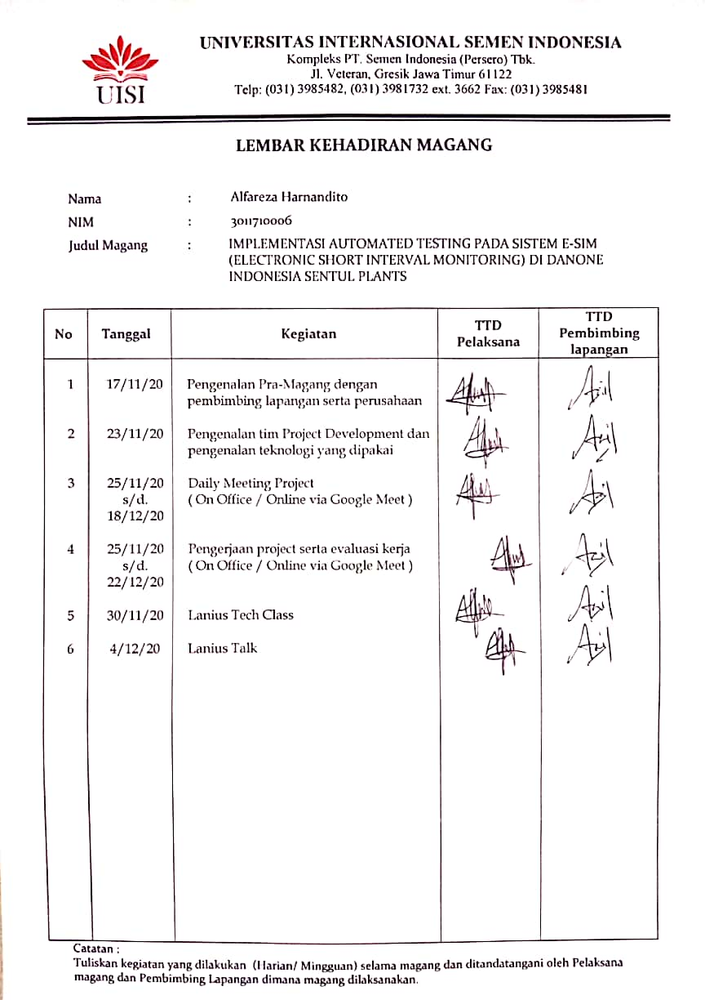 UISI
UNIVERSITAS INTERNASIONAL SEMEN INDONESIA
Kompleks PT. Semen Indonesia (Persero) Tbk.
Jl. Veteran, Gresik Jawa Timur 61122
Telp: (031) 3985482, (031) 3981732 ext. 3662 Fax: (031) 3985481
LEMBAR KEHADIRAN MAGANG
Nama : Alfareza Harnandito
NIM : 3011710006
Judul Magang : IMPLEMENTASI AUTOMATED TESTING PADA SISTEM E-SIM
(ELECTRONIC SHORT INTERVAL MONITORING) DI DANONE
INDONESIA SENTUL PLANTS
No Tanggal Kegiatan TTD Pelaksana TTD Pembimbing lapangan
1 17/11/20 Pengenalan Pra-Magang dengan
pembimbing lapangan serta perusahaan
2 23/11/20 Pengenalan tim Project Development dan
pengenalan teknologi yang dipakai
3 25/11/20 Daily Meeting Project
s/d. ( On Office / Online via Google Meet )
18/12/20
4 25/11/20 Pengerjaan project serta evaluasi kerja
s/d. ( On Office / Online via Google Meet )
22/12/20
5 30/11/20 Lanius Tech Class
6 4/12/20 Lanius Talk
Catatan :
Tuliskan kegiatan yang dilakukan (Harian/ Mingguan) selama magang dan ditandatangani oleh Pelaksana
magang dan Pembimbing Lapangan dimana magang dilaksanakan.